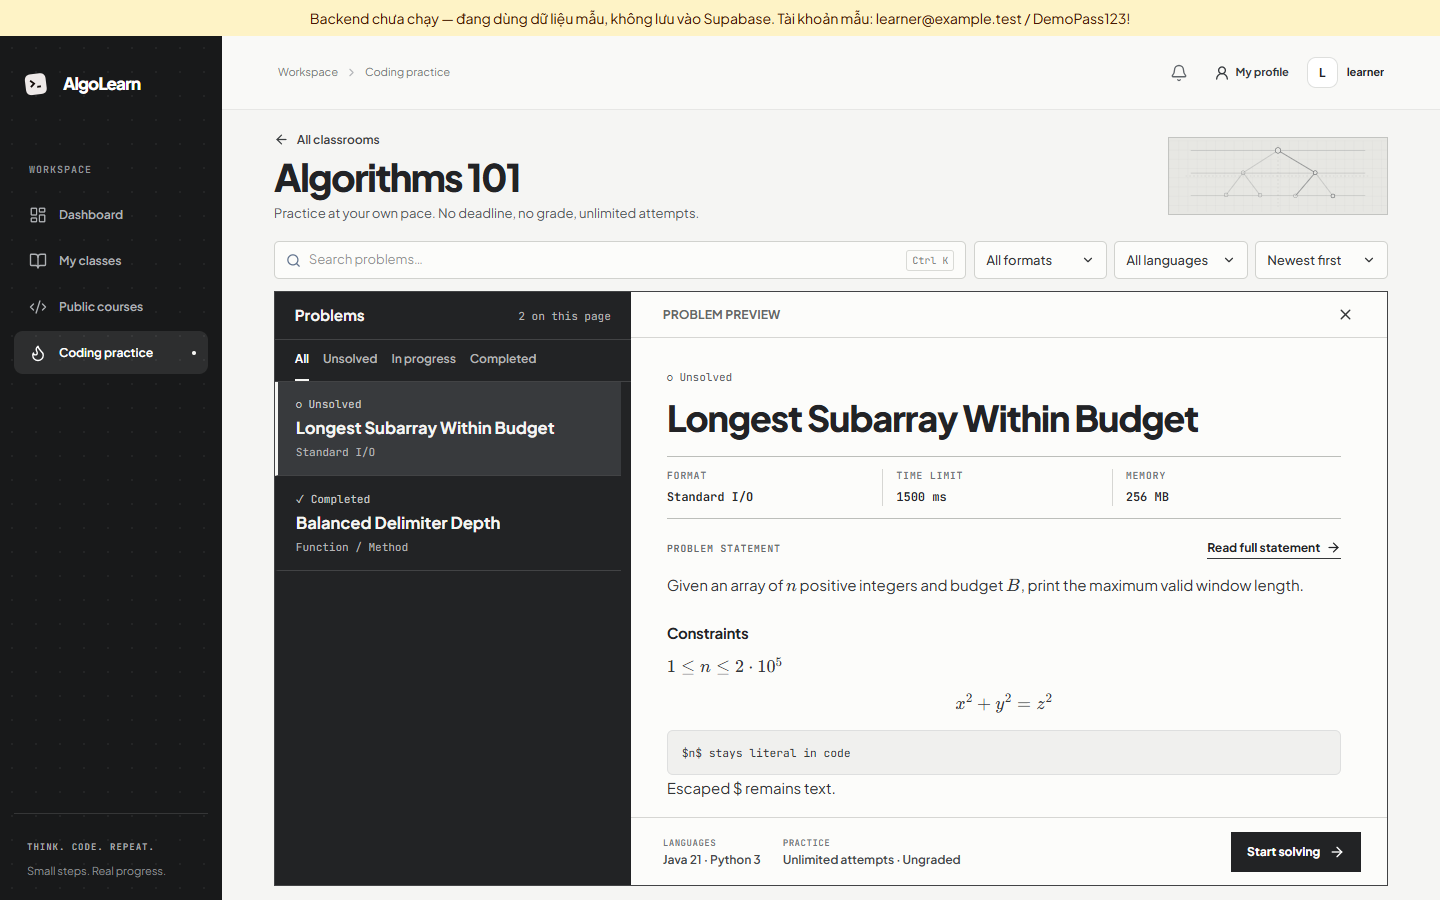 Backend chưa chạy — đang dùng dữ liệu mẫu, không lưu vào Supabase. Tài khoản mẫu: learner@example.test / DemoPass123!
AlgoLearn
WORKSPACE
Dashboard
My classes
Public courses
Coding practice
THINK. CODE. REPEAT.
Small steps. Real progress.
Workspace > Coding practice
My profile
L
learner
← All classrooms
Algorithms 101
Practice at your own pace. No deadline, no grade, unlimited attempts.
Search problems...
Ctrl K
All formats
All languages
Newest first
Problems
2 on this page
All
Unsolved
In progress
Completed
○ Unsolved
Longest Subarray Within Budget
Standard I/O
✓ Completed
Balanced Delimiter Depth
Function / Method
PROBLEM PREVIEW
○ Unsolved
Longest Subarray Within Budget
FORMAT
Standard I/O
TIME LIMIT
1500 ms
MEMORY
256 MB
PROBLEM STATEMENT
Read full statement →
Given an array of n positive integers and budget B, print the maximum valid window length.
Constraints
1 ≤ n ≤ 2 · 10⁵
x² + y² = z²
$n$ stays literal in code
Escaped $ remains text.
LANGUAGES
Java 21 · Python 3
PRACTICE
Unlimited attempts · Ungraded
Start solving →